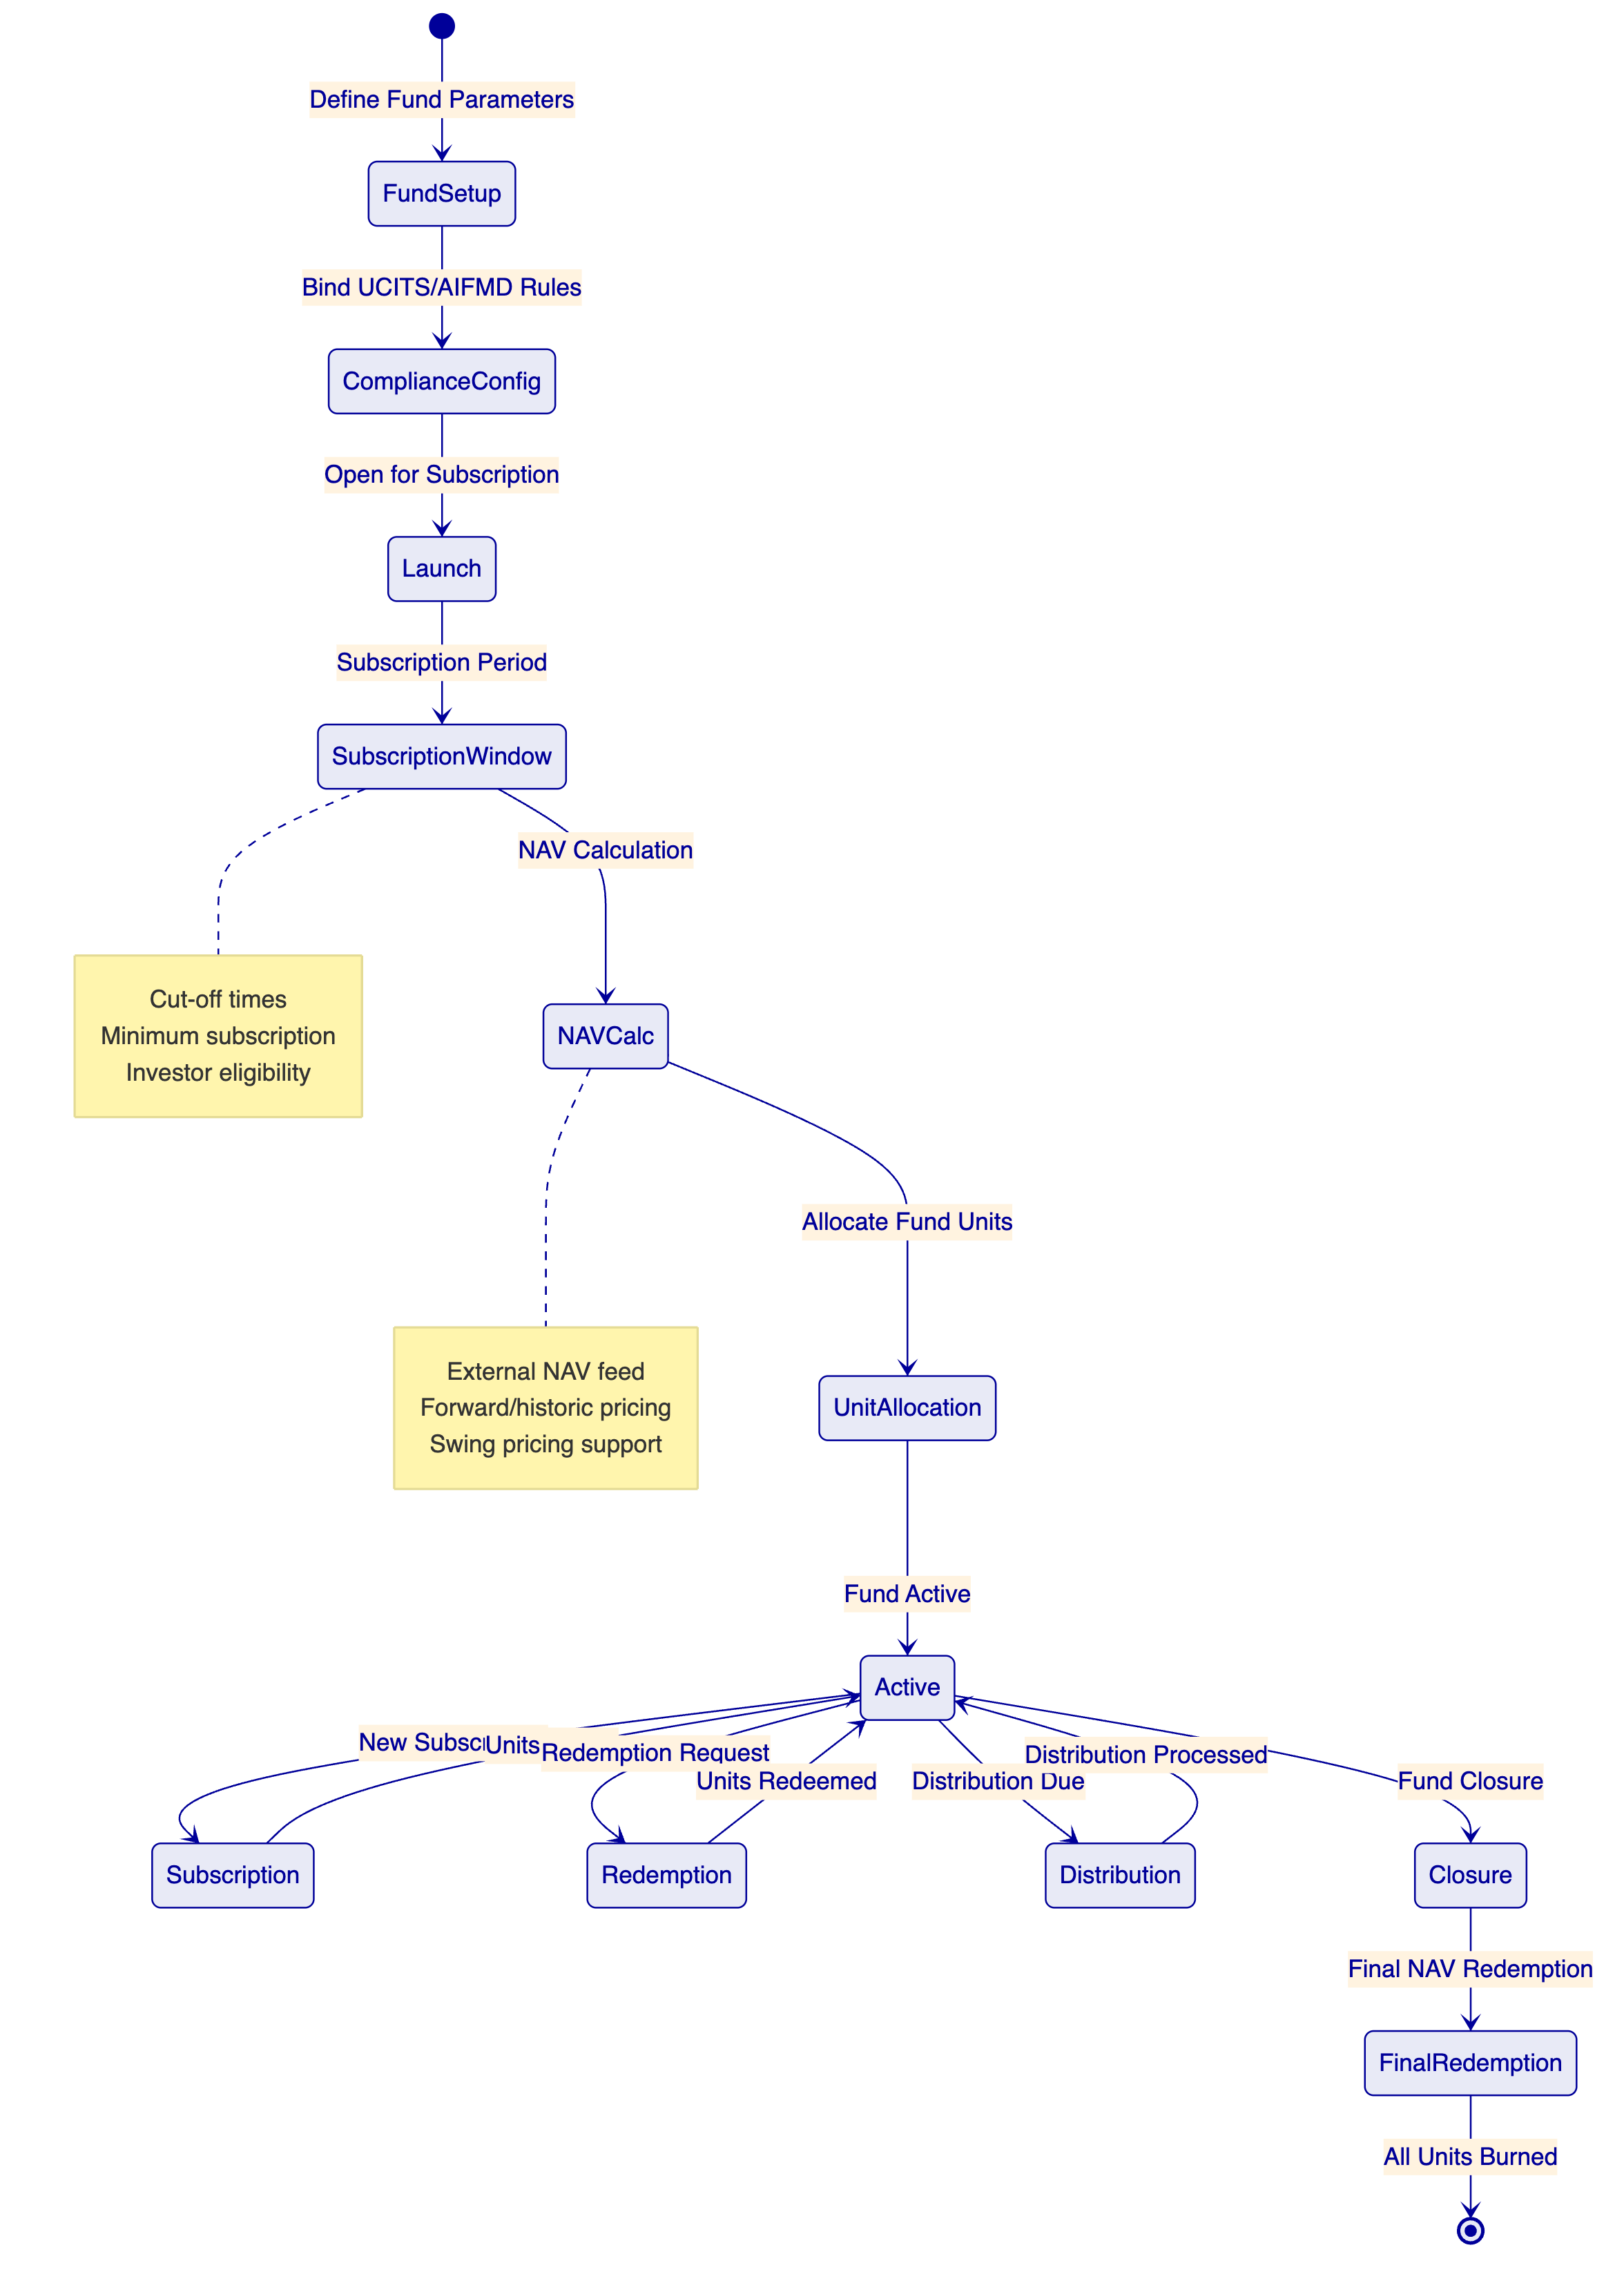 Define Fund Parameters
FundSetup
Bind UCITS/AIFMD Rules
ComplianceConfig
Open for Subscription
Launch
Subscription Period
SubscriptionWindow
NAV Calculation
Cut-off times
Minimum subscription
Investor eligibility
NAVCalc
Allocate Fund Units
External NAV feed
Forward/historic pricing
Swing pricing support
UnitAllocation
Fund Active
Active
New
Units
Redemption Request
Units Redeemed
Distribution Due
Distribution Processed
Fund Closure
Subscription
Redemption
Distribution
Closure
Final NAV Redemption
FinalRedemption
All Units Burned